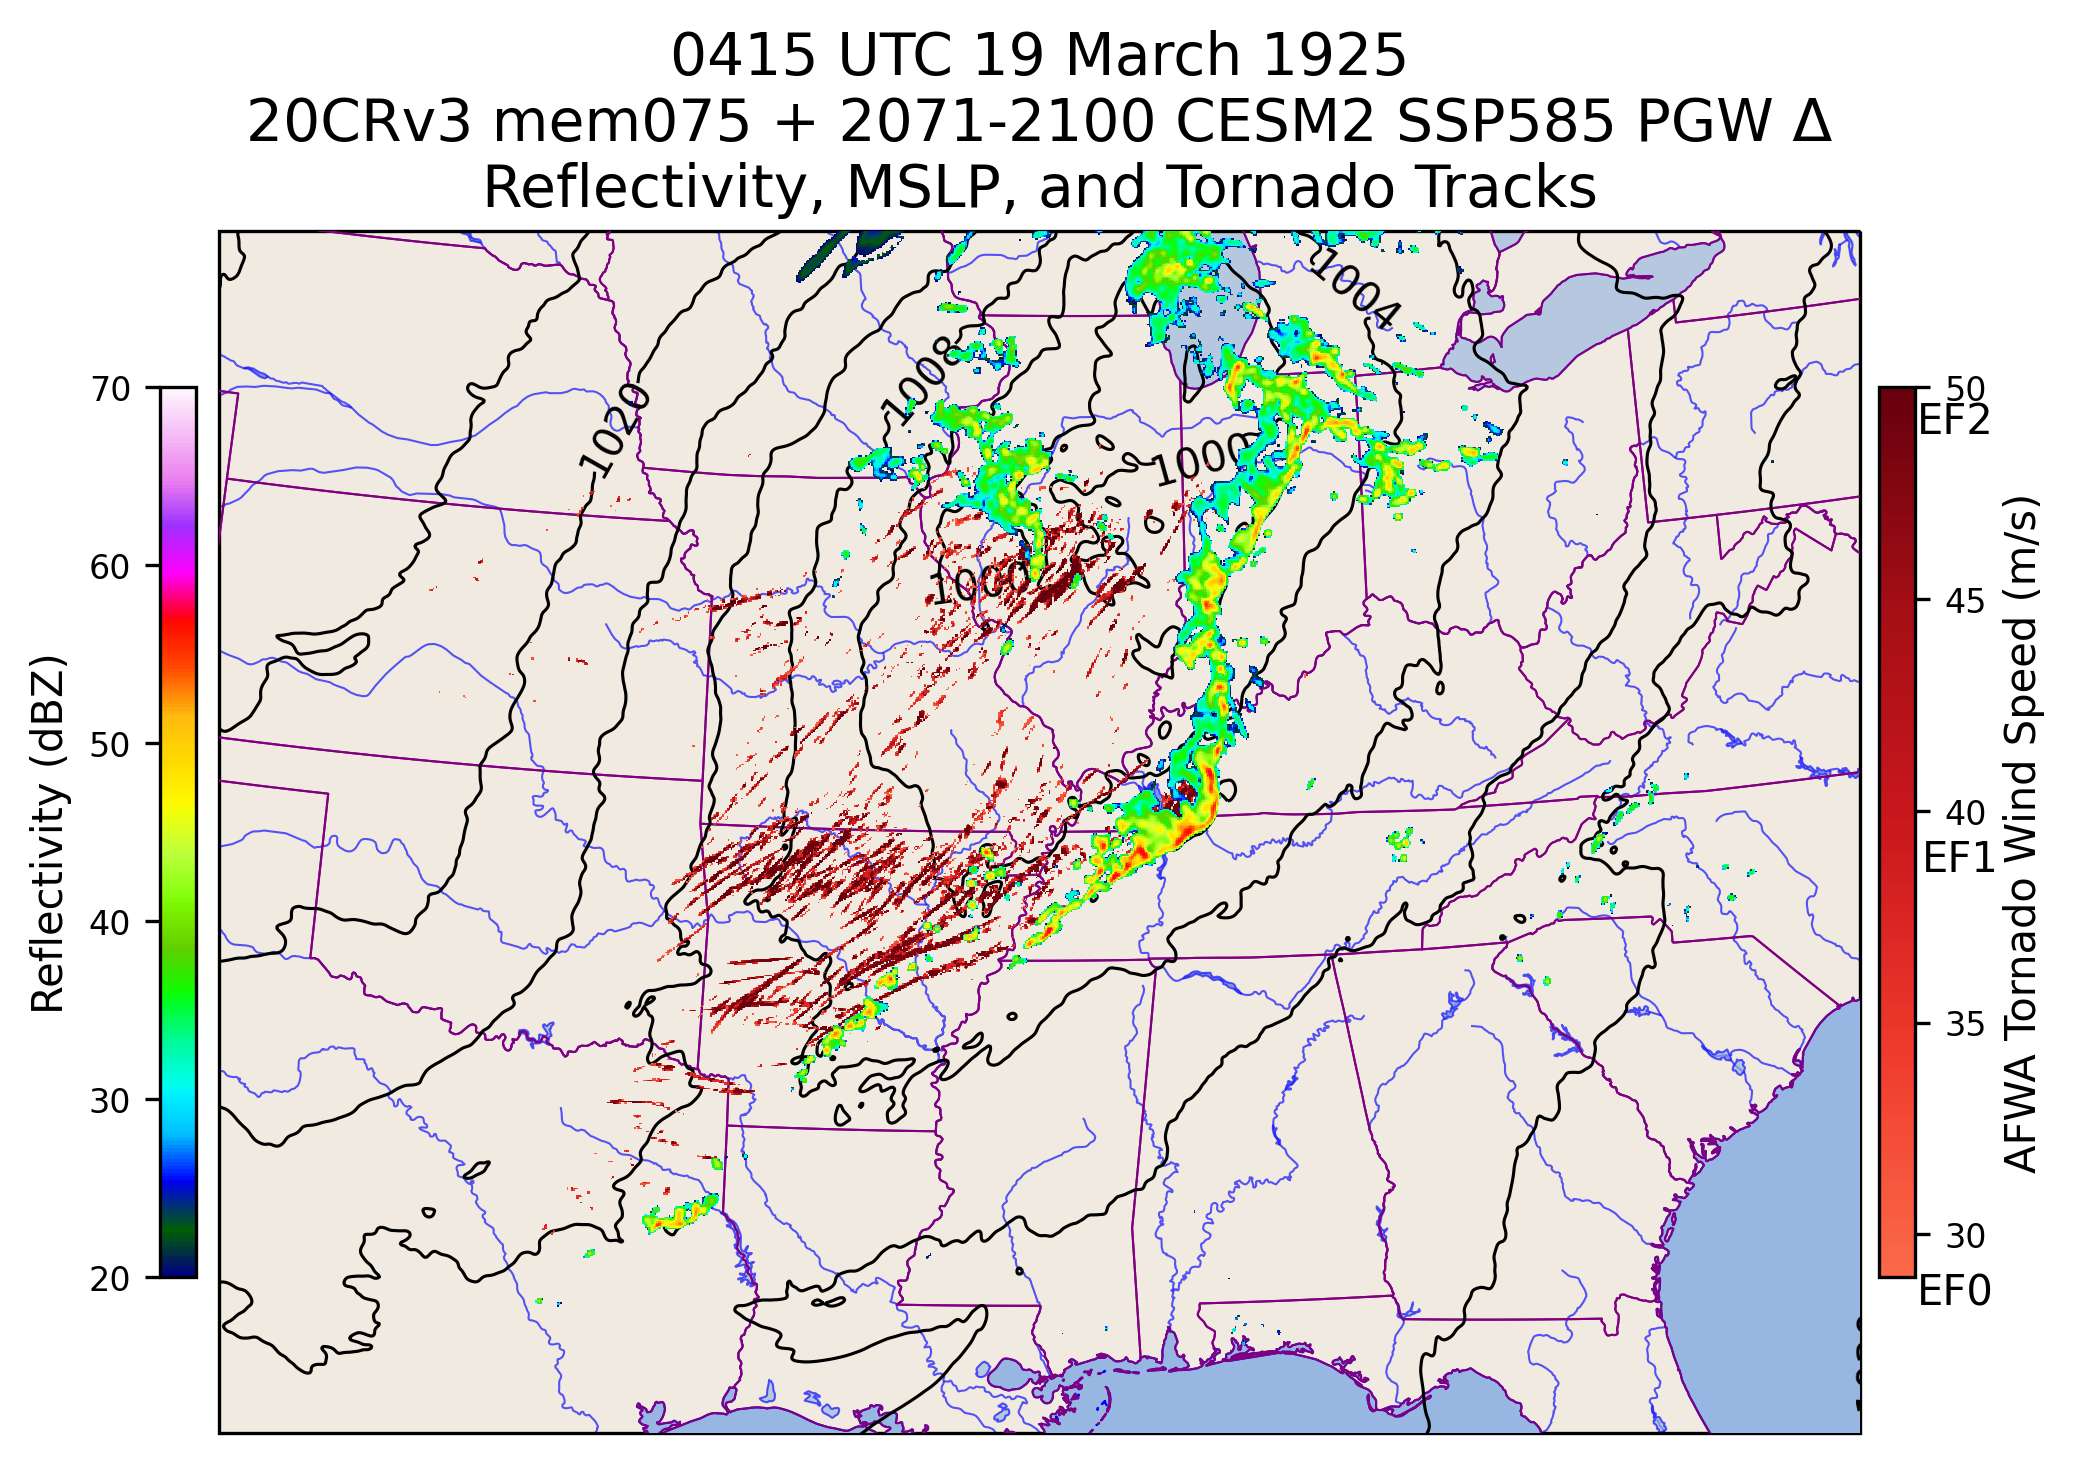 0415 UTC 19 March 1925
20CRv3 mem075 + 2071-2100 CESM2 SSP585 PGW Δ
Reflectivity, MSLP, and Tornado Tracks
Reflectivity (dBZ)
70
60
50
40
30
20
1004
1008
1020
1000
1000
50
EF2
45
40
EF1
35
30
EF0
AFWA Tornado Wind Speed (m/s)